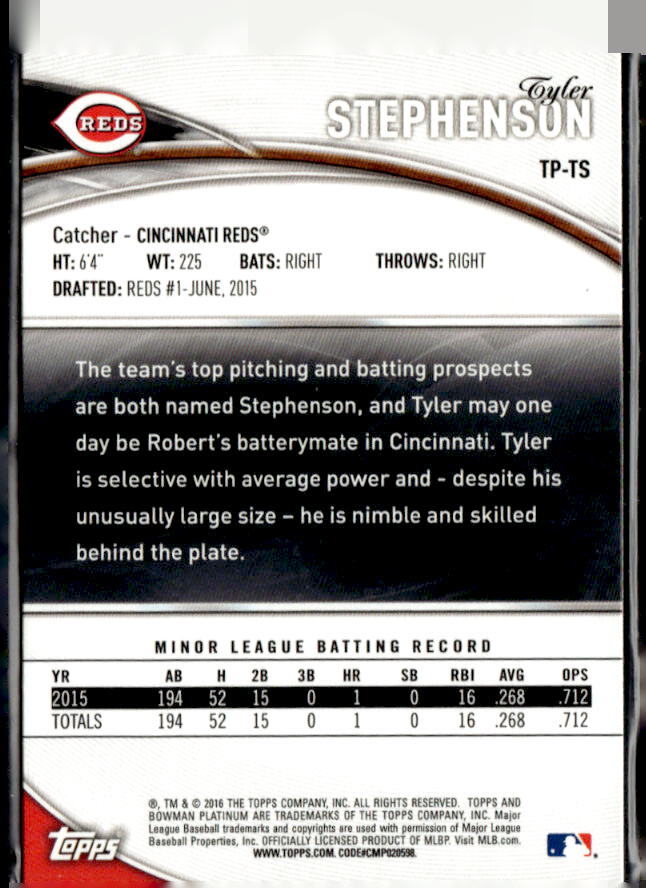 REDS
Tyler
STEPHENSON
TP-TS
Catcher - CINCINNATI REDS®
HT: 6'4" WT: 225 BATS: RIGHT THROWS: RIGHT
DRAFTED: REDS #1-JUNE, 2015
The team's top pitching and batting prospects
are both named Stephenson, and Tyler may one
day be Robert's batterymate in Cincinnati. Tyler
is selective with average power and - despite his
unusually large size – he is nimble and skilled
behind the plate.
MINOR LEAGUE BATTING RECORD
YR AB H 2B 3B HR SB RBI AVG OPS
2015 194 52 15 0 1 0 16 .268 .712
TOTALS 194 52 15 0 1 0 16 .268 .712
®, TM & © 2016 THE TOPPS COMPANY, INC. ALL RIGHTS RESERVED. TOPPS AND
BOWMAN PLATINUM ARE TRADEMARKS OF THE TOPPS COMPANY, INC. Major
League Baseball trademarks and copyrights are used with permission of Major League
Baseball Properties, Inc. OFFICIALLY LICENSED PRODUCT OF MLBP. Visit MLB.com.
WWW.TOPPS.COM. CODE#CMP020598.
topps